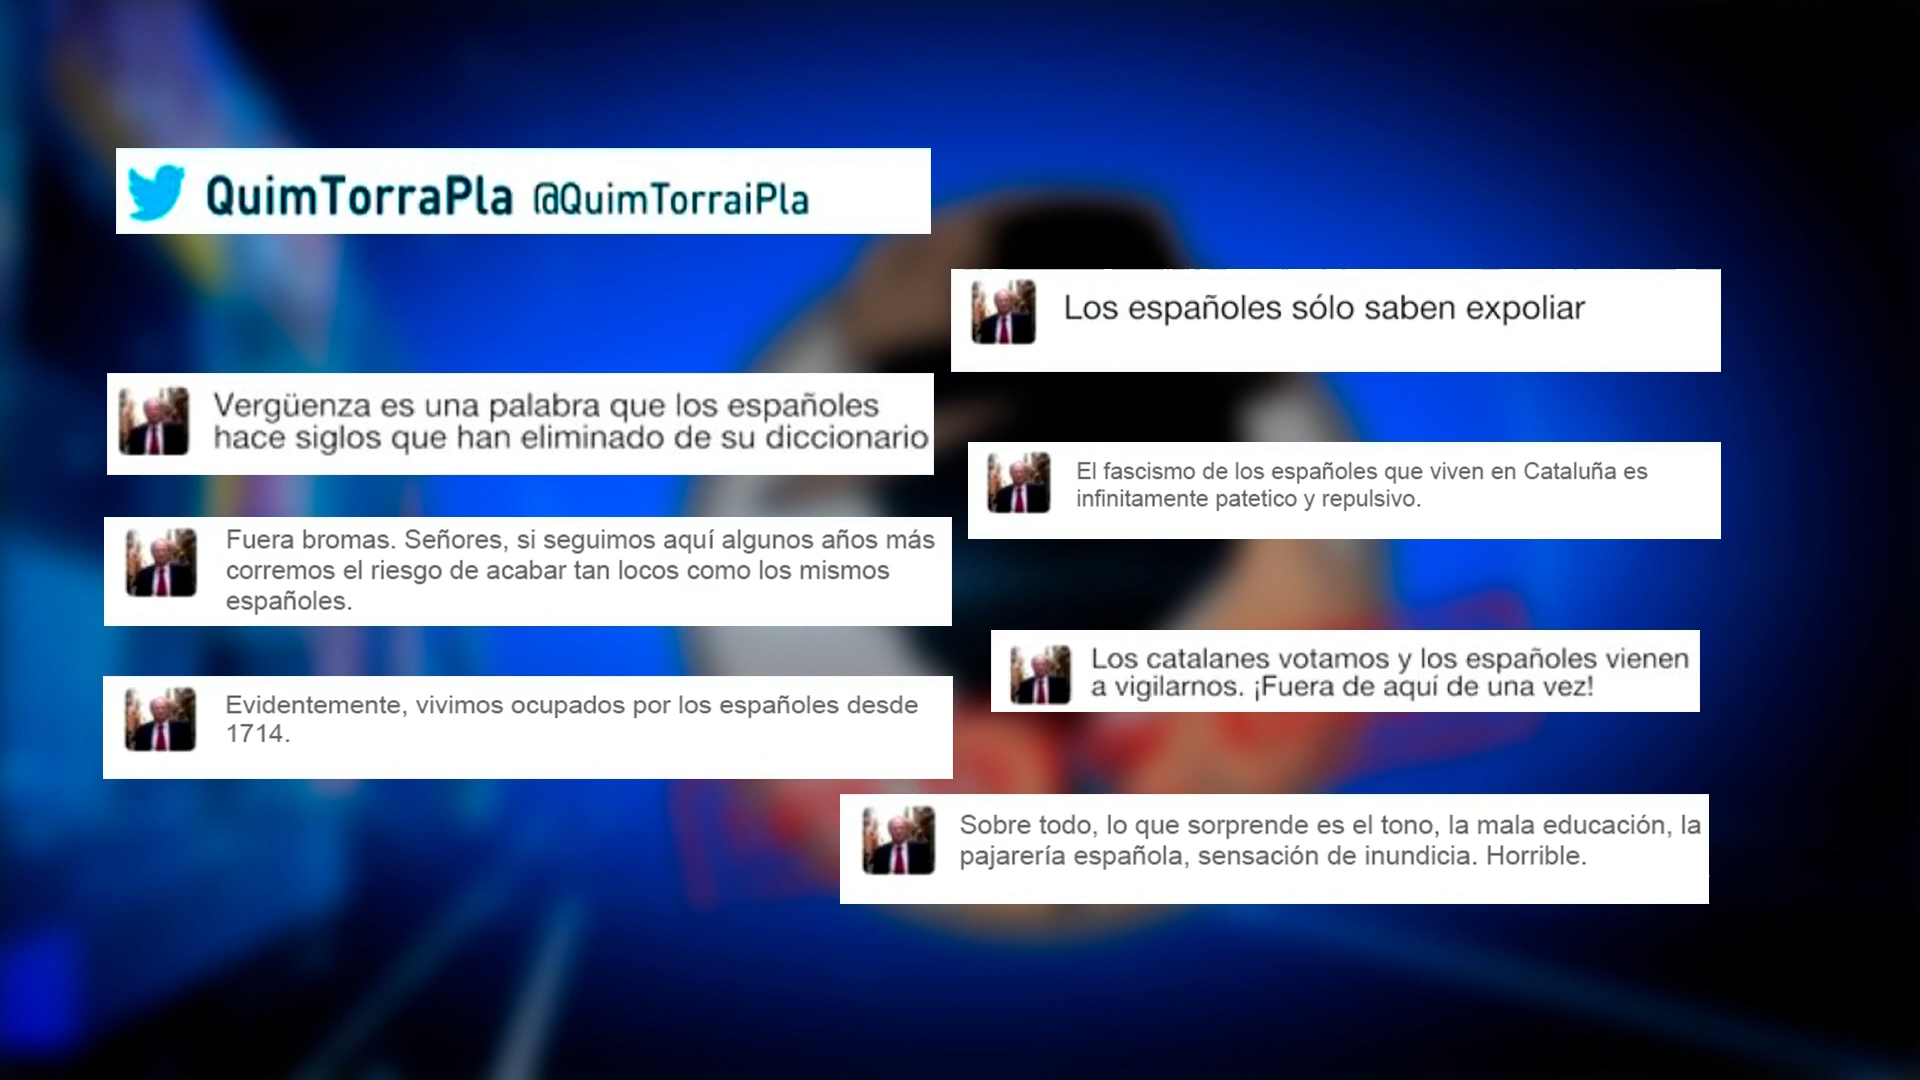 QuimTorraPla @QuimTorraiPla
Los españoles sólo saben expoliar
Vergüenza es una palabra que los españoles
hace siglos que han eliminado de su diccionario
El fascismo de los españoles que viven en Cataluña es
infinitamente patetico y repulsivo.
Fuera bromas. Señores, si seguimos aquí algunos años más
corremos el riesgo de acabar tan locos como los mismos
españoles.
Los catalanes votamos y los españoles vienen
a vigilarnos. ¡Fuera de aquí de una vez!
Evidentemente, vivimos ocupados por los españoles desde
1714.
Sobre todo, lo que sorprende es el tono, la mala educación, la
pajarería española, sensación de inundicia. Horrible.